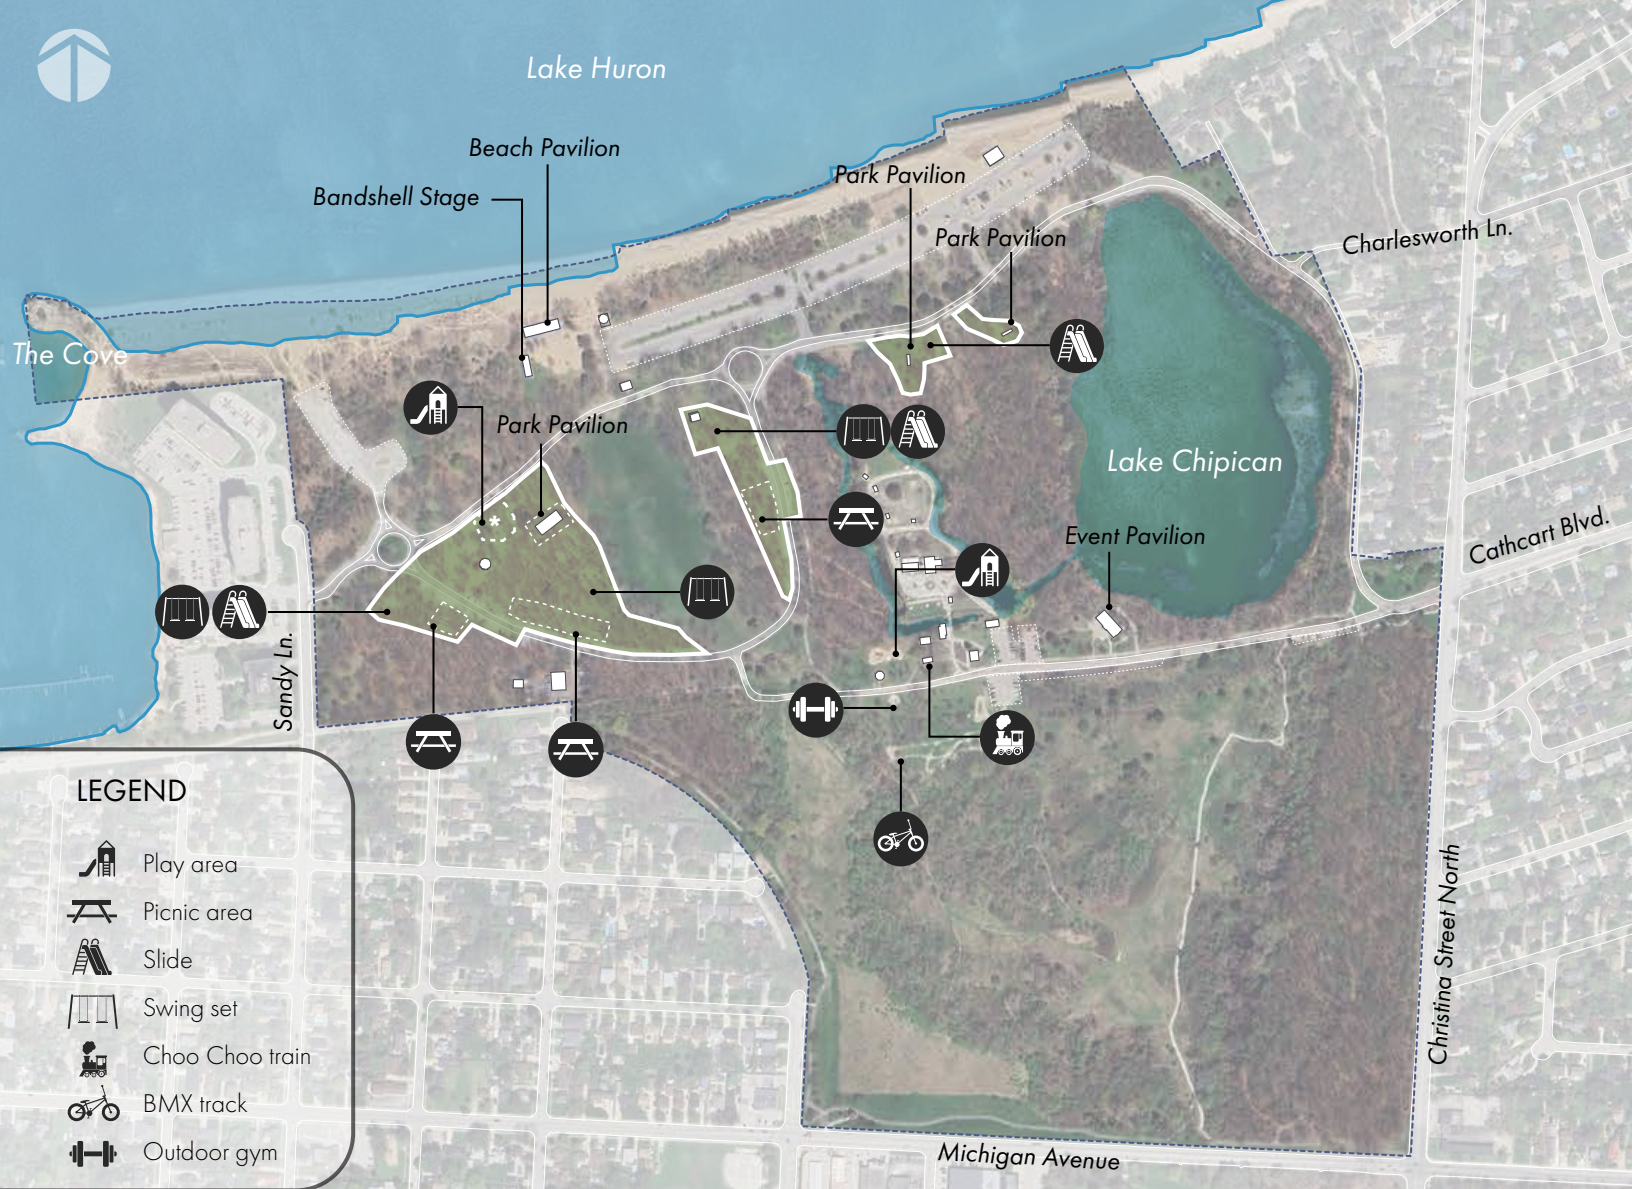 Lake Huron
Beach Pavilion
Bandshell Stage
Park Pavilion
Park Pavilion
Charlesworth Ln.
The Cove
Park Pavilion
Lake Chipican
Event Pavilion
Cathcart Blvd.
*
Sandy Ln.
Christina Street North
Michigan Avenue
LEGEND
Play area
Picnic area
Slide
Swing set
Choo Choo train
BMX track
Outdoor gym